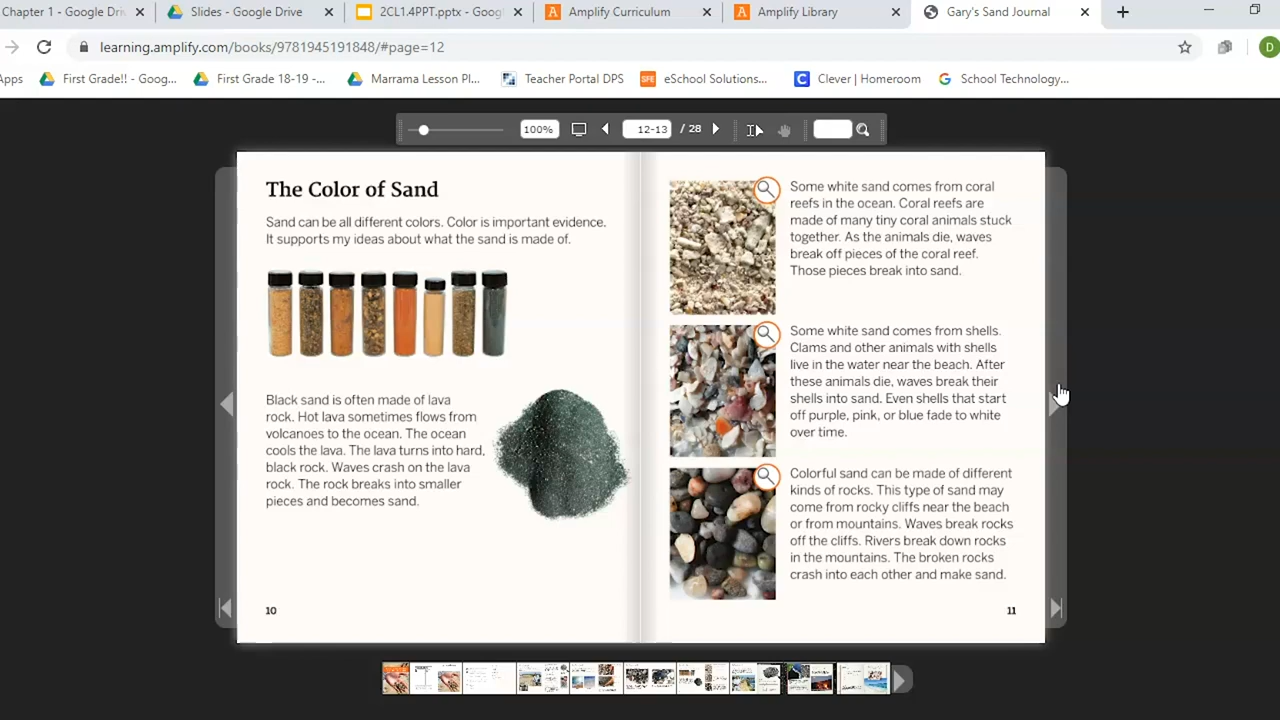 Chapter 1 - Google Dri
Slides - Google Drive
2CL1.4PPT.pptx - Goog
Amplify Curriculum
Amplify Library
Gary's Sand Journal
learning.amplify.com/books/9781945191848/#page=12
D
Apps
First Grade!! - Goog...
First Grade 18-19 -...
Marrama Lesson Pl...
Teacher Portal DPS
SFE
eSchool Solutions...
Clever | Homeroom
School Technology...
100%
12-13 / 28
The Color of Sand
Sand can be all different colors. Color is important evidence.
It supports my ideas about what the sand is made of.
Black sand is often made of lava
rock. Hot lava sometimes flows from
volcanoes to the ocean. The ocean
cools the lava. The lava turns into hard,
black rock. Waves crash on the lava
rock. The rock breaks into smaller
pieces and becomes sand.
10
Some white sand comes from coral
reefs in the ocean. Coral reefs are
made of many tiny coral animals stuck
together. As the animals die, waves
break off pieces of the coral reef.
Those pieces break into sand.
Some white sand comes from shells.
Clams and other animals with shells
live in the water near the beach. After
these animals die, waves break their
shells into sand. Even shells that start
off purple, pink, or blue fade to white
over time.
Colorful sand can be made of different
kinds of rocks. This type of sand may
come from rocky cliffs near the beach
or from mountains. Waves break rocks
off the cliffs. Rivers break down rocks
in the mountains. The broken rocks
crash into each other and make sand.
11